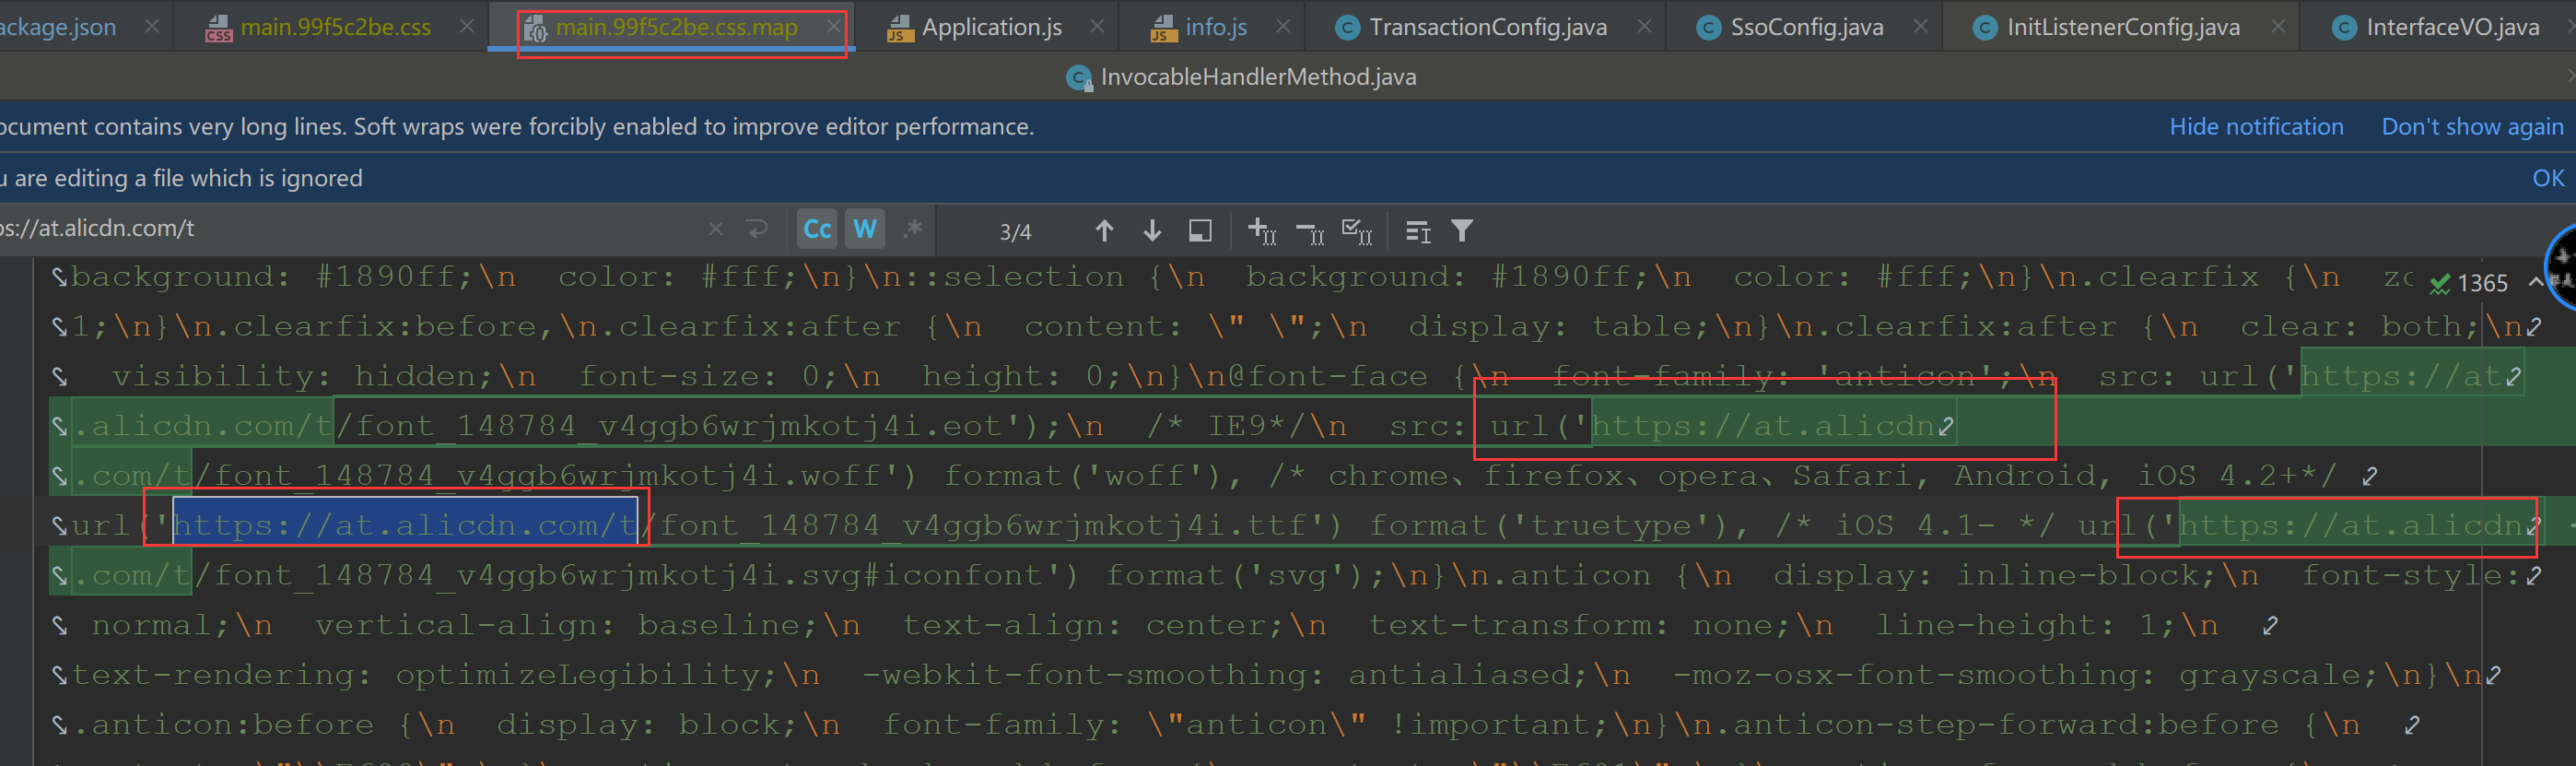 ackage.json main.99f5c2be.css main.99f5c2be.css.map Application.js info.js TransactionConfig.java SsoConfig.java InitListenerConfig.java InterfaceVO.java
InvocableHandlerMethod.java
ocument contains very long lines. Soft wraps were forcibly enabled to improve editor performance. Hide notification Don't show again
u are editing a file which is ignored OK
ps://at.alicdn.com/t Cc W .* 3/4
background: #1890ff;\n  color: #fff;\n}\n::selection {\n  background: #1890ff;\n  color: #fff;\n}\n.clearfix {\n  zo 1365
1;\n}\n.clearfix:before,\n.clearfix:after {\n  content: \" \";\n  display: table;\n}\n.clearfix:after {\n  clear: both;\n
visibility: hidden;\n  font-size: 0;\n  height: 0;\n}\n@font-face {\n  font-family: 'anticon';\n  src: url('https://at
.alicdn.com/t/font_148784_v4ggb6wrjmkotj4i.eot');\n  /* IE9*/\n  src: url('https://at.alicdn
.com/t/font_148784_v4ggb6wrjmkotj4i.woff') format('woff'), /* chrome、firefox、opera、Safari, Android, iOS 4.2+*/
url('https://at.alicdn.com/t/font_148784_v4ggb6wrjmkotj4i.ttf') format('truetype'), /* iOS 4.1- */ url('https://at.alicdn
.com/t/font_148784_v4ggb6wrjmkotj4i.svg#iconfont') format('svg');\n}\n.anticon {\n  display: inline-block;\n  font-style:
normal;\n  vertical-align: baseline;\n  text-align: center;\n  text-transform: none;\n  line-height: 1;\n
text-rendering: optimizeLegibility;\n  -webkit-font-smoothing: antialiased;\n  -moz-osx-font-smoothing: grayscale;\n}\n
.anticon:before {\n  display: block;\n  font-family: \"anticon\" !important;\n}\n.anticon-step-forward:before {\n